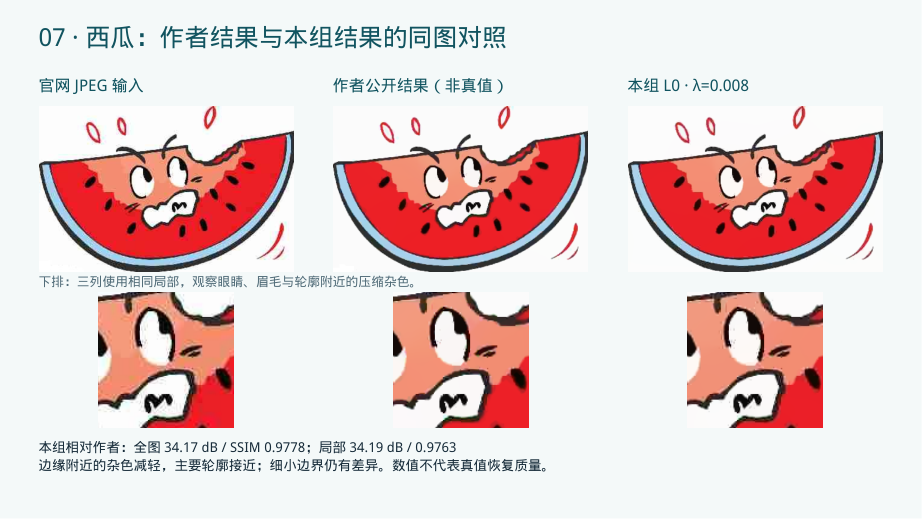 07 · 西瓜：作者结果与本组结果的同图对照
官网 JPEG 输入
作者公开结果（非真值）
本组 L0 · λ=0.008
下排：三列使用相同局部，观察眼睛、眉毛与轮廓附近的压缩杂色。
本组相对作者：全图 34.17 dB / SSIM 0.9778；局部 34.19 dB / 0.9763
边缘附近的杂色减轻，主要轮廓接近；细小边界仍有差异。数值不代表真值恢复质量。